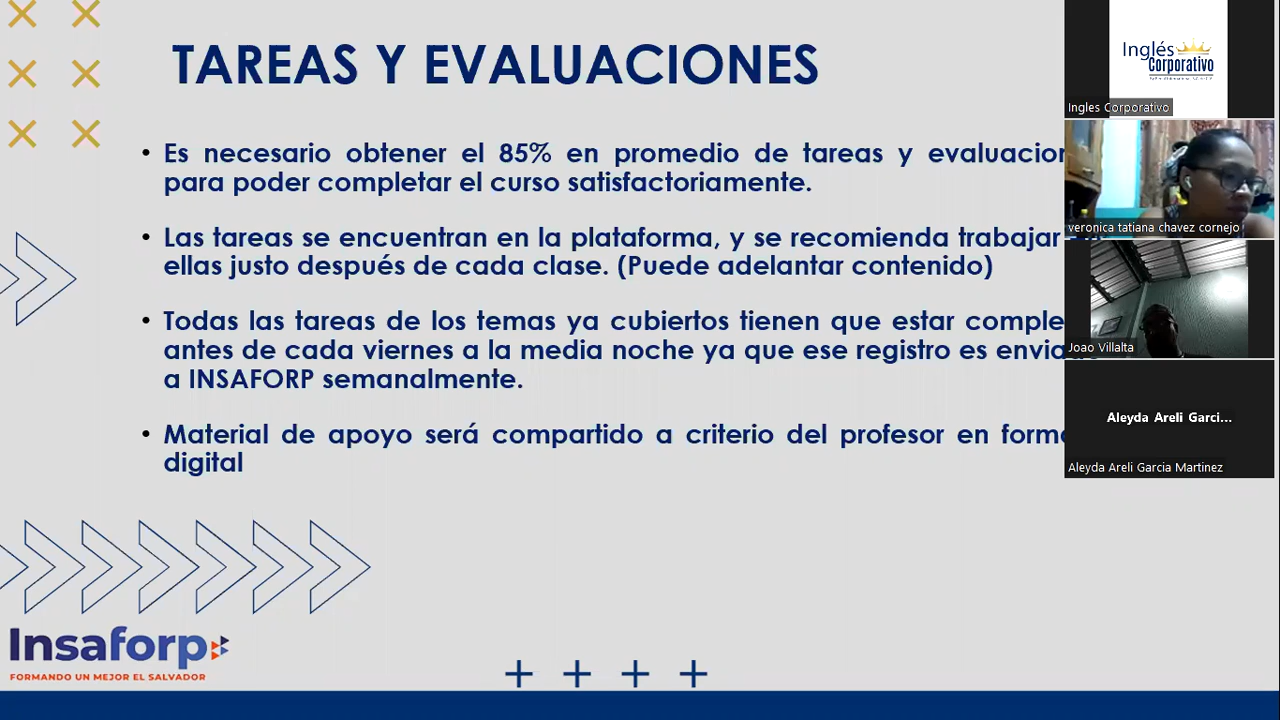 TAREAS Y EVALUACIONES
• Es necesario obtener el 85% en promedio de tareas y evaluacion
para poder completar el curso satisfactoriamente.
• Las tareas se encuentran en la plataforma, y se recomienda trabajar
ellas justo después de cada clase. (Puede adelantar contenido)
• Todas las tareas de los temas ya cubiertos tienen que estar comple
antes de cada viernes a la media noche ya que ese registro es envia
a INSAFORP semanalmente.
• Material de apoyo será compartido a criterio del profesor en forma
digital
Insaforp
FORMANDO UN MEJOR EL SALVADOR
Inglés
Corporativo
Ingles Corporativo
veronica tatiana chavez cornejo
Joao Villalta
Aleyda Areli Garci...
Aleyda Areli Garcia Martinez